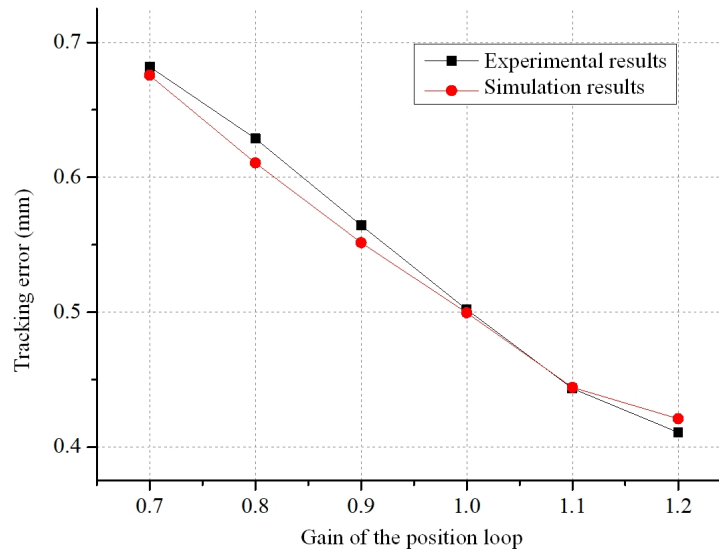 0.7
Experimental results
Simulation results
0.6
Tracking error (mm)
0.5
0.4
0.7 0.8 0.9 1.0 1.1 1.2
Gain of the position loop